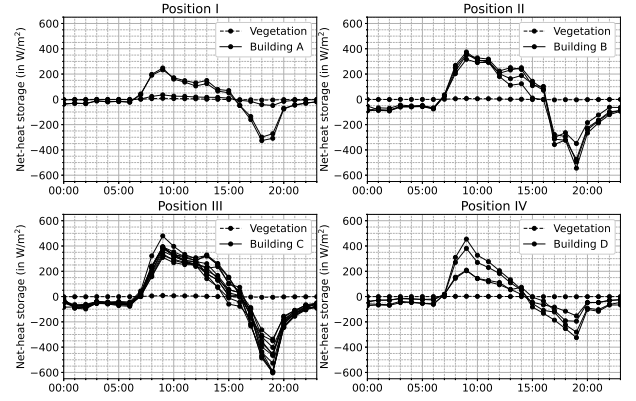 Position I
Net-heat storage (in W/m²)
600
400
200
0
−200
−400
−600
Vegetation
Building A
00:00 05:00 10:00 15:00 20:00
Position II
Net-heat storage (in W/m²)
600
400
200
0
−200
−400
−600
Vegetation
Building B
00:00 05:00 10:00 15:00 20:00
Position III
Net-heat storage (in W/m²)
600
400
200
0
−200
−400
−600
Vegetation
Building C
00:00 05:00 10:00 15:00 20:00
Position IV
Net-heat storage (in W/m²)
600
400
200
0
−200
−400
−600
Vegetation
Building D
00:00 05:00 10:00 15:00 20:00